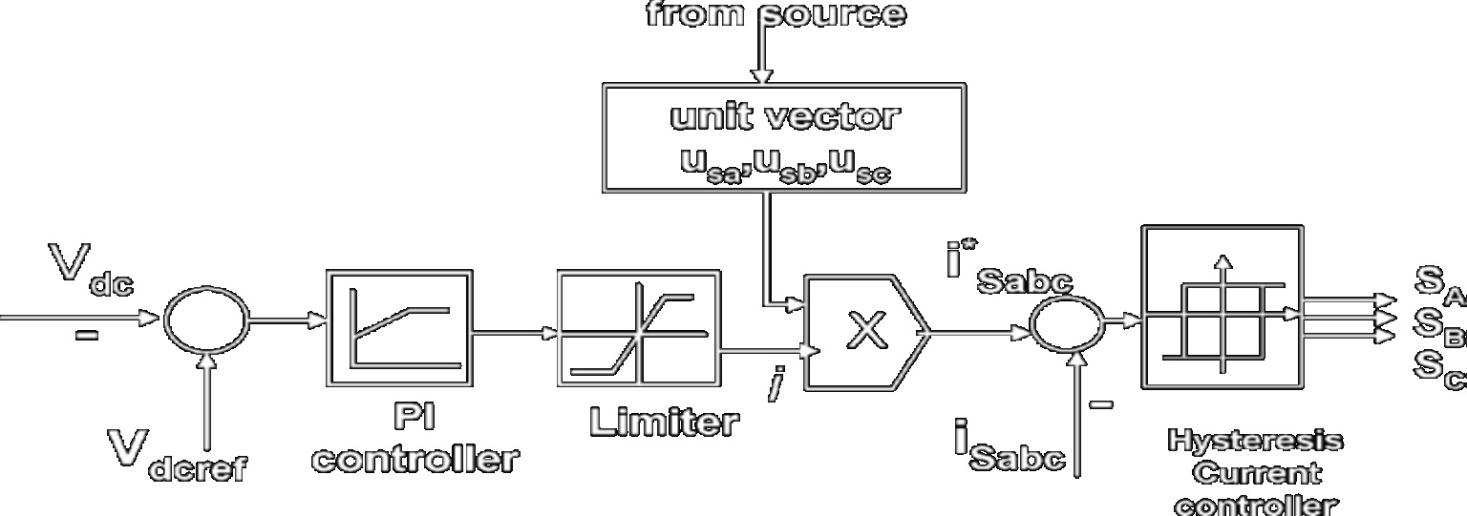 from source
unit vector
usa,usb,usc
Vdc
-
Vdcref
PI
controller
Limiter
i
X
i*Sabc
iSabc
-
Hysteresis
Current
controller
SA
SB
SC